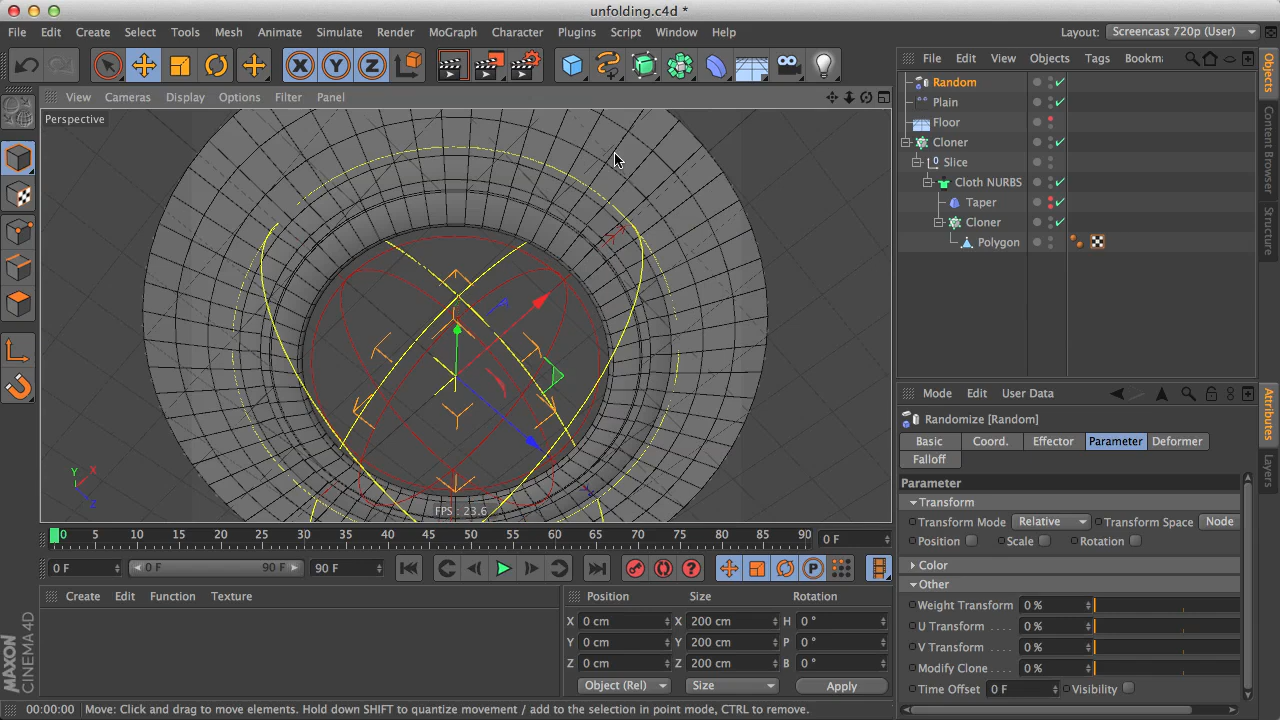 unfolding.c4d *
File Edit Create Select Tools Mesh Animate Simulate Render MoGraph Character Plugins Script Window Help Layout: Screencast 720p (User)
File Edit View Objects Tags Bookm
View Cameras Display Options Filter Panel
Perspective
Random
Plain
Floor
Cloner
Slice
Cloth NURBS
Taper
Cloner
Polygon
Objects
Content Browser
Structure
Mode Edit User Data
Attributes
Layers
Randomize [Random]
Basic Coord. Effector Parameter Deformer
Falloff
Parameter
Transform
Transform Mode Relative Transform Space Node
Position Scale Rotation
Color
Other
Weight Transform 0 %
U Transform .... 0 %
V Transform .... 0 %
Modify Clone ... 0 %
Time Offset 0 F Visibility
Y X Z
FPS : 23.6
0 5 10 15 20 25 30 35 40 45 50 55 60 65 70 75 80 85 90 0 F
0 F 0 F 90 F 90 F
Create Edit Function Texture
Position Size Rotation
X 0 cm X 200 cm H 0 °
Y 0 cm Y 200 cm P 0 °
Z 0 cm Z 200 cm B 0 °
Object (Rel) Size Apply
MAXON
CINEMA 4D
00:00:00 Move: Click and drag to move elements. Hold down SHIFT to quantize movement / add to the selection in point mode, CTRL to remove.